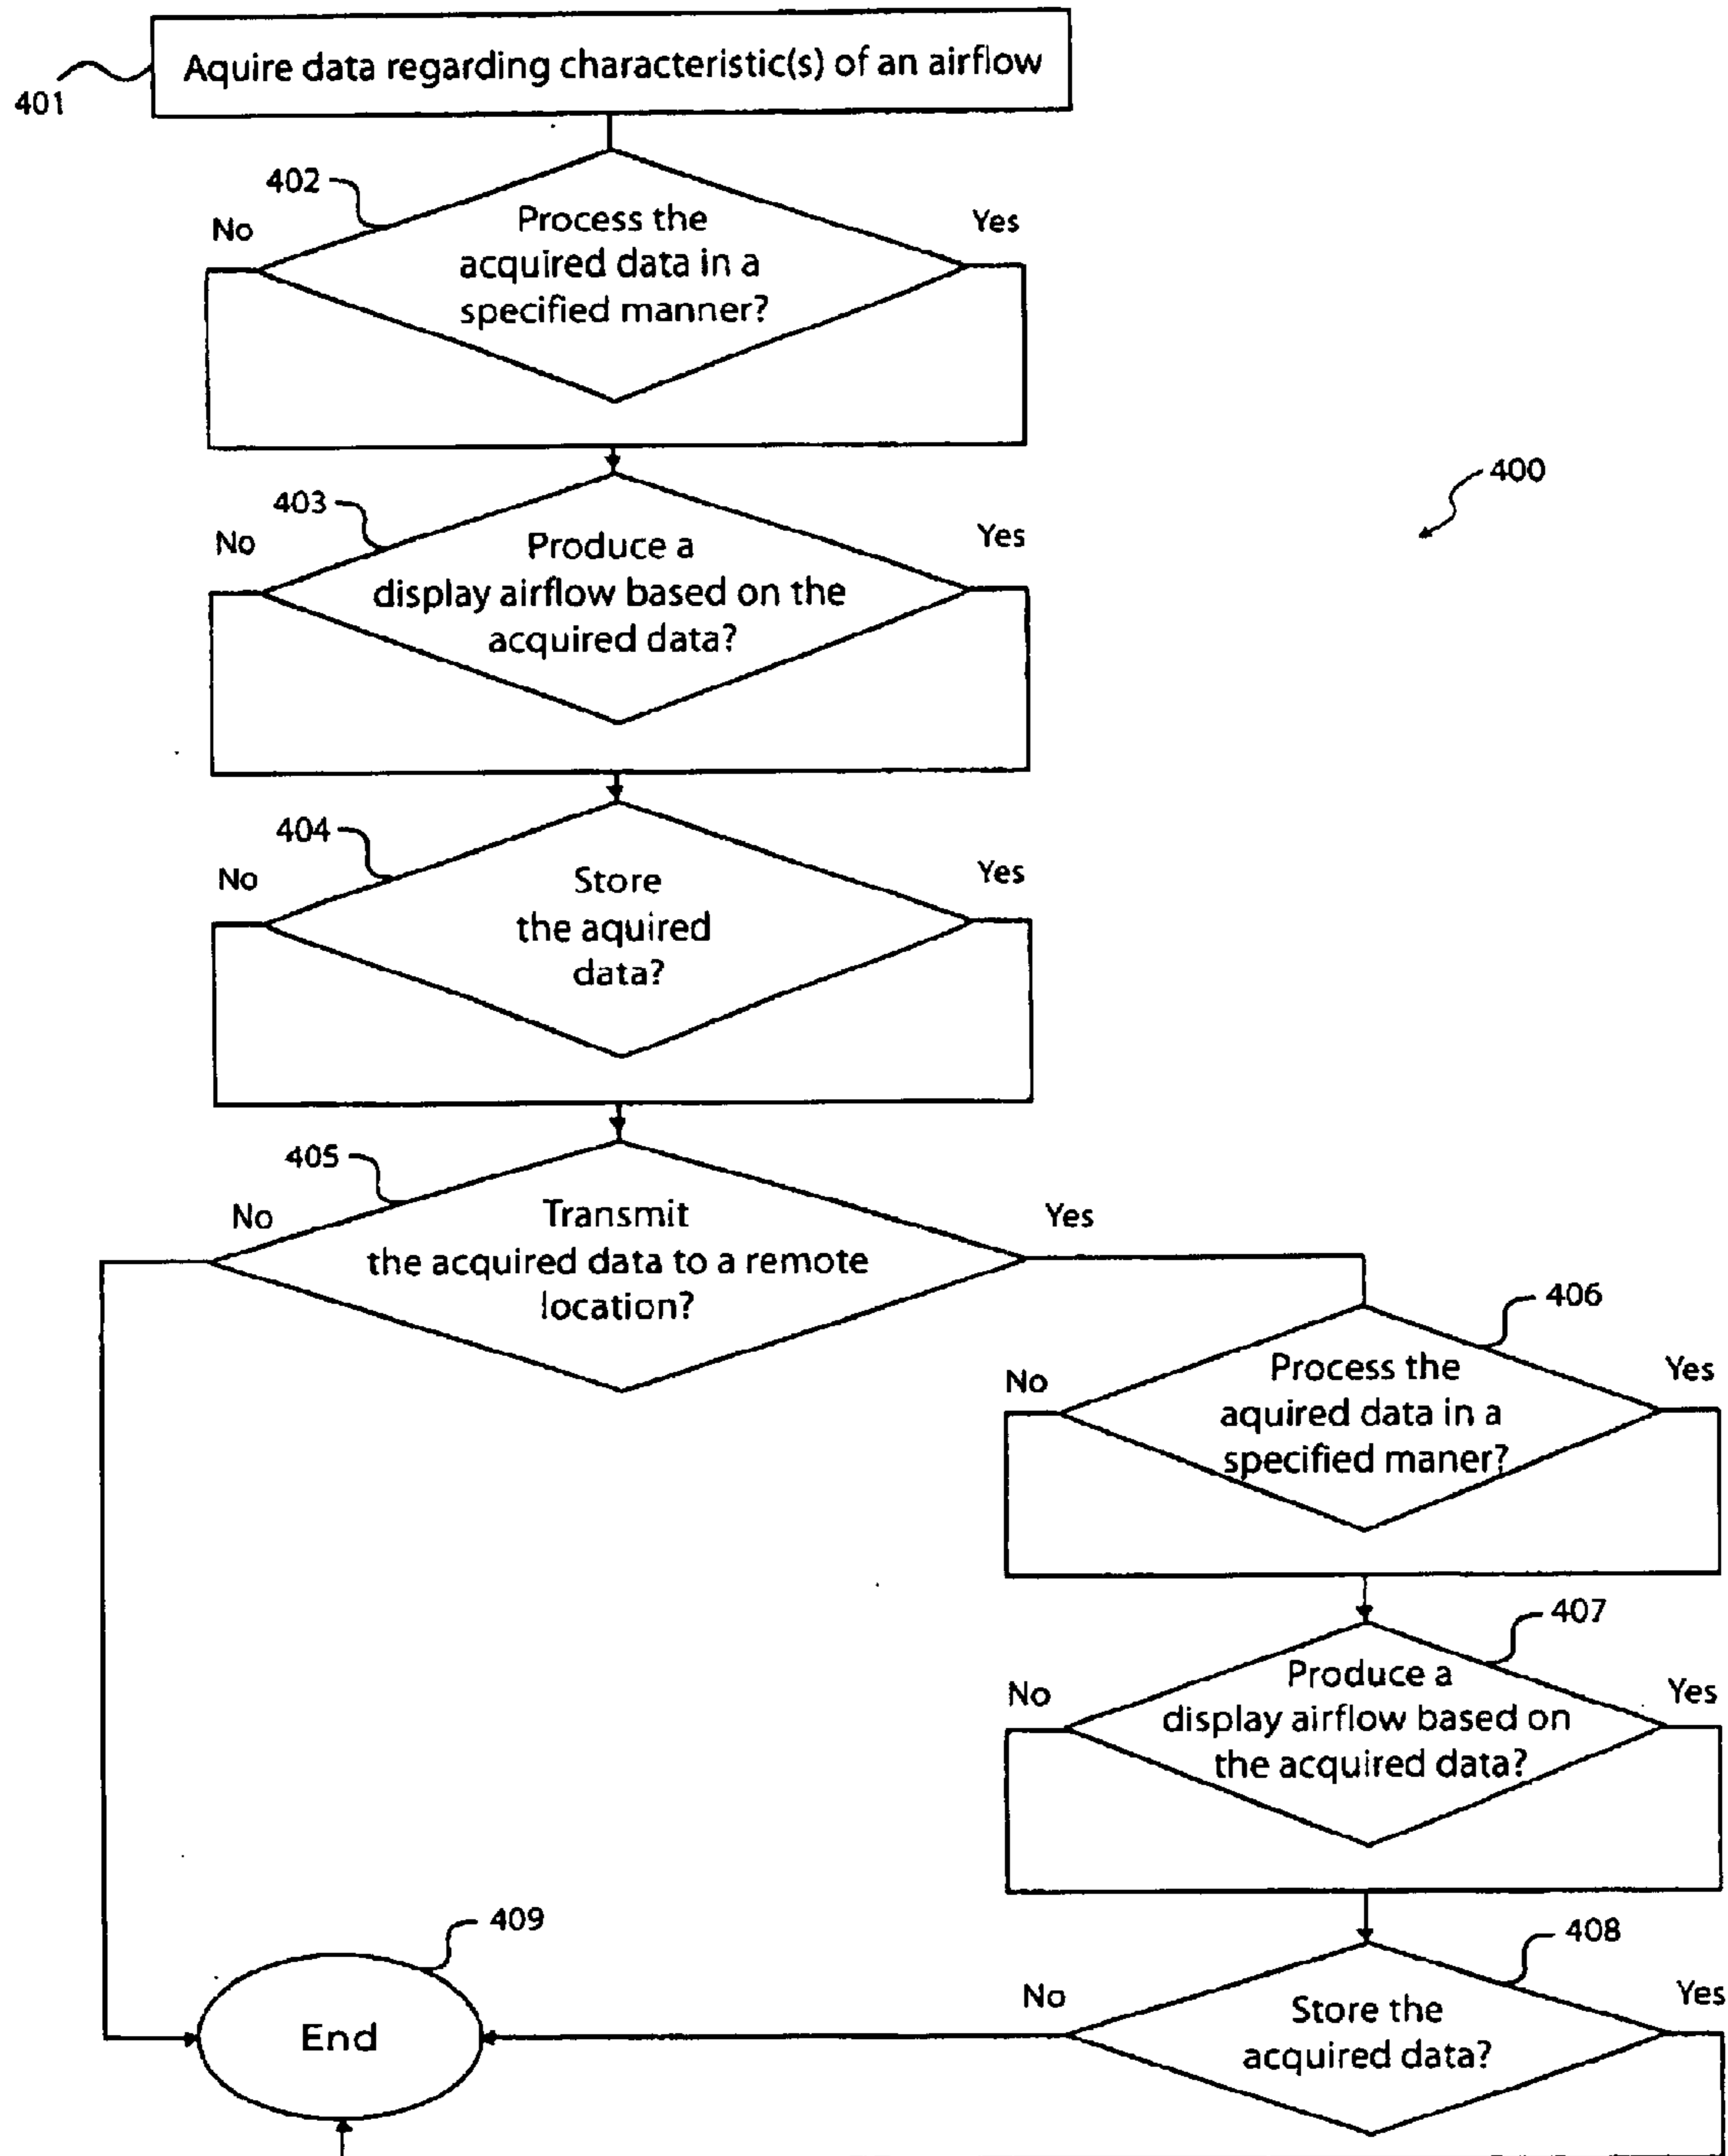 Aquire data regarding characteristic(s) of an airflow
401
402
No
Yes
Process the
acquired data in a
specified manner?
400
403
No
Yes
Produce a
display airflow based on the
acquired data?
404
No
Yes
Store
the aquired
data?
405
No
Yes
Transmit
the acquired data to a remote
location?
406
No
Yes
Process the
aquired data in a
specified maner?
407
No
Yes
Produce a
display airflow based on
the acquired data?
409
End
408
No
Yes
Store the
acquired data?